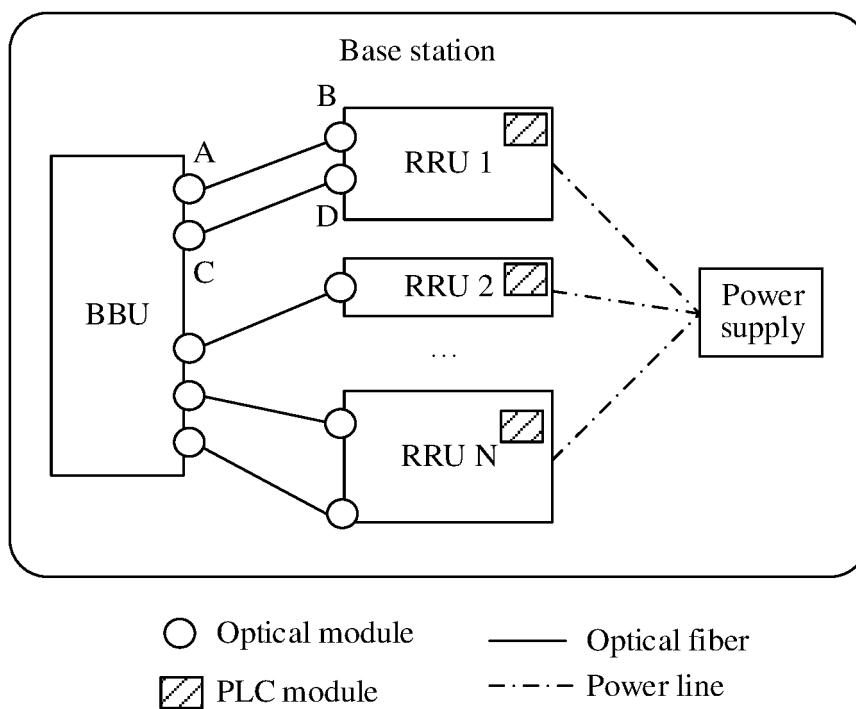 Base station
B
A
RRU 1
D
C
RRU 2
BBU
Power
supply
...
RRU N
Optical module
Optical fiber
PLC module
Power line